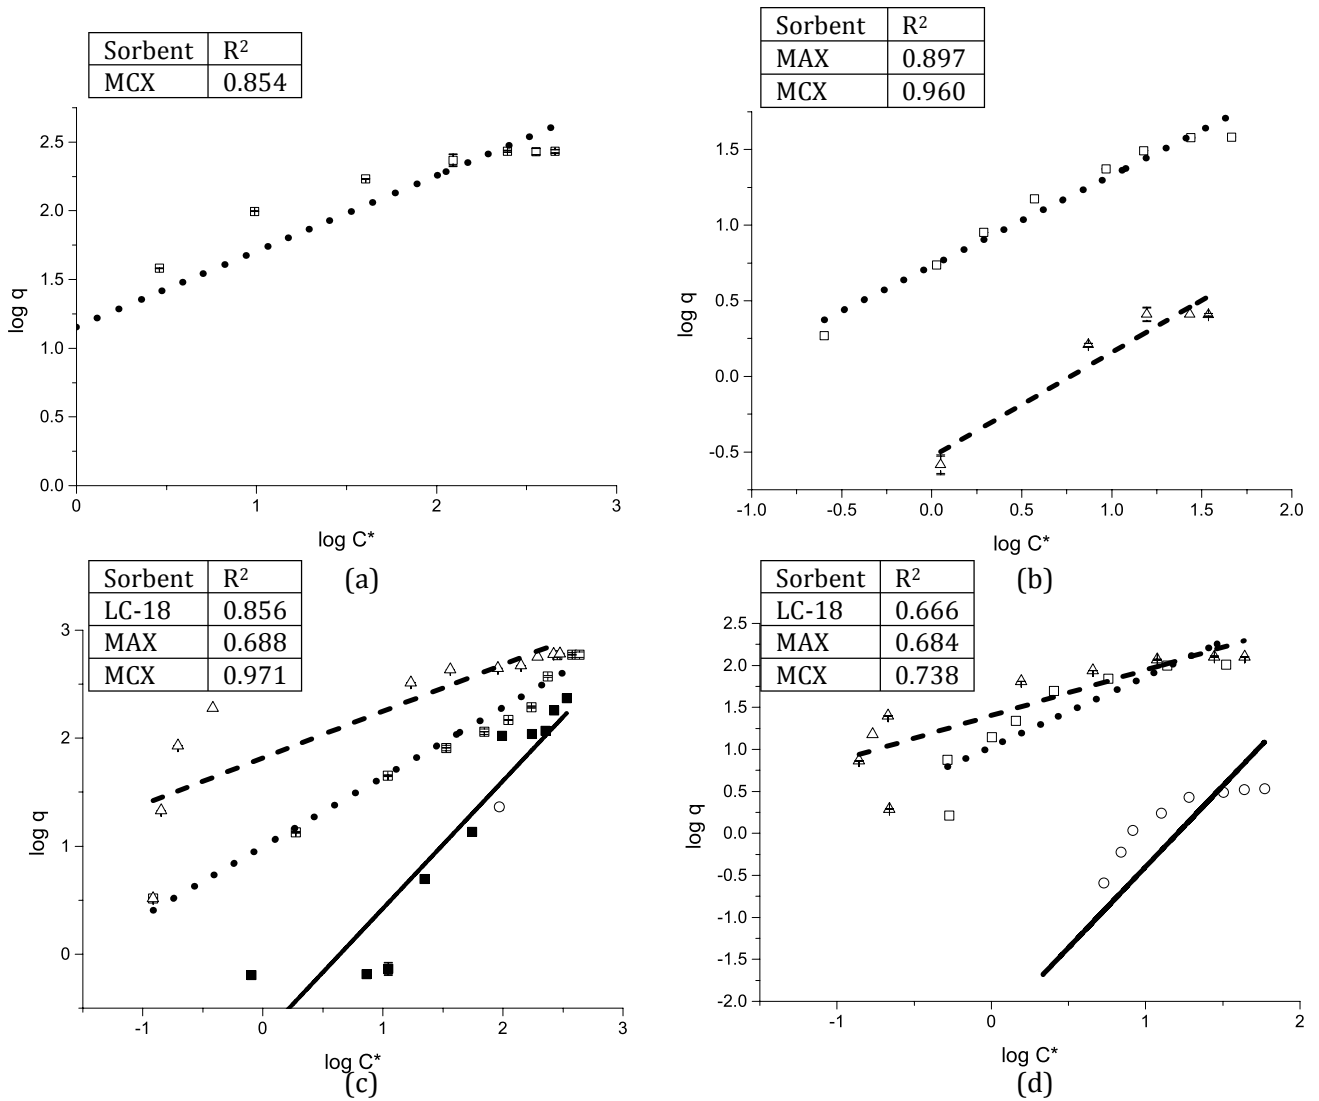 Sorbent R²
MCX 0.854
2.5
2.0
1.5
1.0
0.5
0.0
log q
0 1 2 3
log C*
(a)
Sorbent R²
MAX 0.897
MCX 0.960
1.5
1.0
0.5
0.0
-0.5
log q
-1.0 -0.5 0.0 0.5 1.0 1.5 2.0
log C*
(b)
Sorbent R²
LC-18 0.856
MAX 0.688
MCX 0.971
3
2
1
0
log q
-1 0 1 2 3
log C*
(c)
Sorbent R²
LC-18 0.666
MAX 0.684
MCX 0.738
2.5
2.0
1.5
1.0
0.5
0.0
-0.5
-1.0
-1.5
-2.0
log q
-1 0 1 2
log C*
(d)